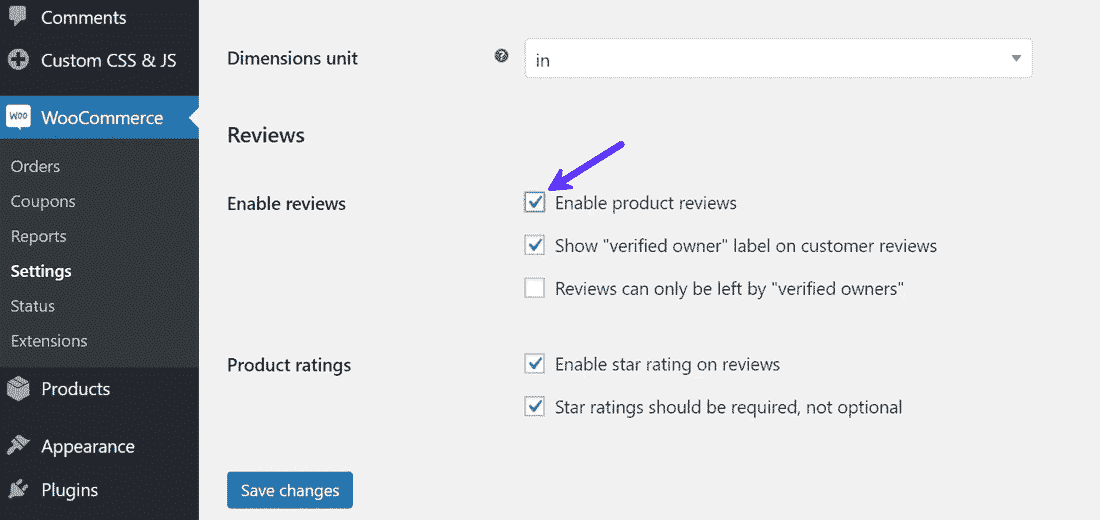 Comments
Custom CSS & JS
WOO
WooCommerce
Orders
Coupons
Reports
Settings
Status
Extensions
Products
Appearance
Plugins
Dimensions unit
?
in
Reviews
Enable reviews
Enable product reviews
Show "verified owner" label on customer reviews
Reviews can only be left by "verified owners"
Product ratings
Enable star rating on reviews
Star ratings should be required, not optional
Save changes